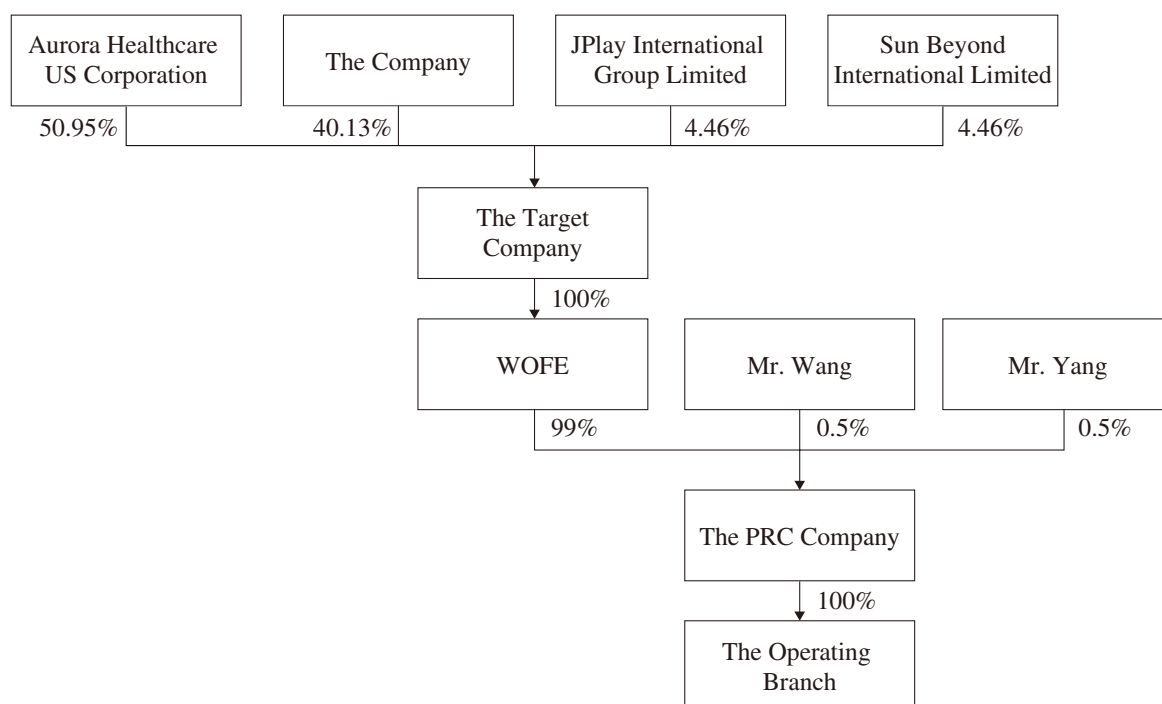 Aurora Healthcare
US Corporation
The Company
JPlay International
Group Limited
Sun Beyond
International Limited
50.95%
40.13%
4.46%
4.46%
The Target
Company
100%
WOFE
Mr. Wang
Mr. Yang
99%
0.5%
0.5%
The PRC Company
100%
The Operating
Branch